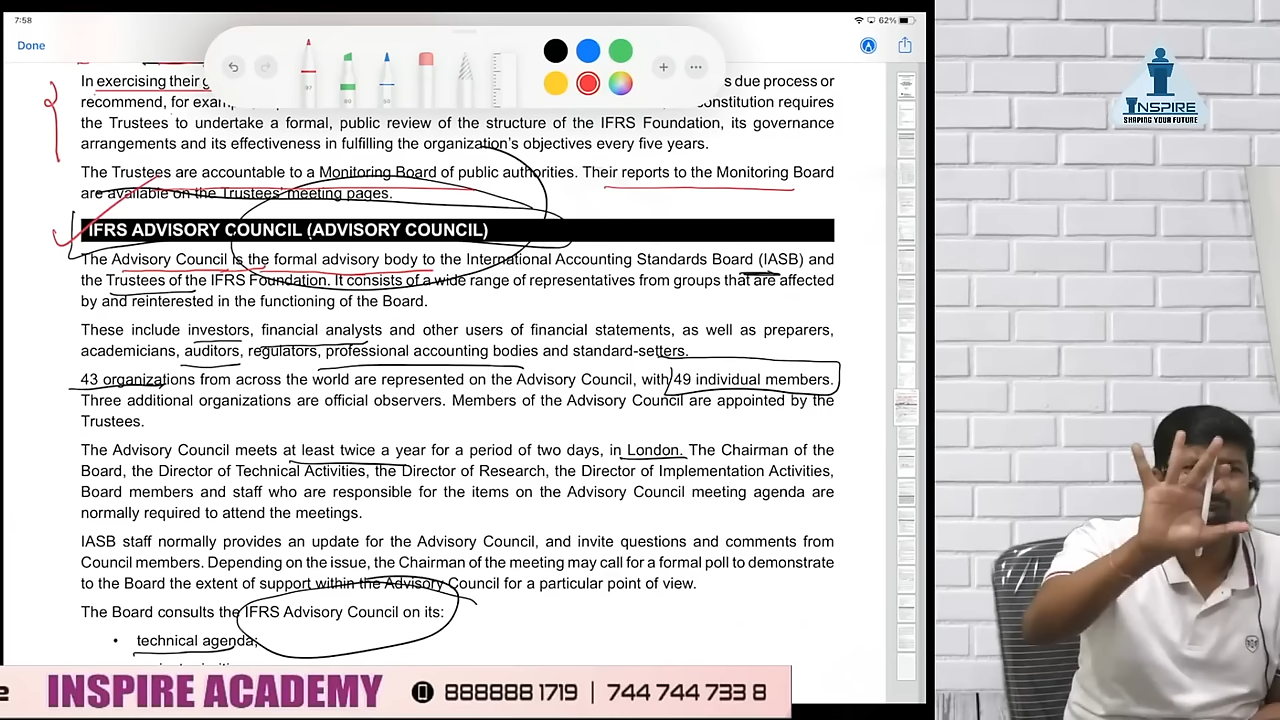 7:58
62%
Done
In exercising their
s due process or
recommend, for
Constitution requires
the Trustees to undertake a formal, public review of the structure of the IFRS Foundation, its governance
arrangements and its effectiveness in fulfilling the organization's objectives every five years.
The Trustees are accountable to a Monitoring Board of public authorities. Their reports to the Monitoring Board
are available on the Trustees meeting pages.
IFRS ADVISORY COUNCIL (ADVISORY COUNCIL)
The Advisory Council is the formal advisory body to the International Accounting Standards Board (IASB) and
the Trustees of the IFRS Foundation. It consists of a wide range of representatives from groups that are affected
by and reinterested in the functioning of the Board.
These include investors, financial analysts and other users of financial statements, as well as preparers,
academicians, auditors, regulators, professional accounting bodies and standard-setters.
43 organizations from across the world are represented on the Advisory Council, with 49 individual members.
Three additional organizations are official observers. Members of the Advisory Council are appointed by the
Trustees.
The Advisory Council meets at least twice a year for a period of two days, in London. The Chairman of the
Board, the Director of Technical Activities, the Director of Research, the Director of Implementation Activities,
Board members and staff who are responsible for the items on the Advisory Council meeting agenda are
normally required to attend the meetings.
IASB staff normally provides an update for the Advisory Council, and invite questions and comments from
Council members. Depending on the issue, the Chairman of the meeting may call for a formal poll to demonstrate
to the Board the extent of support within the Advisory Council for a particular point of view.
The Board consults the IFRS Advisory Council on its:
• technical agenda;
INSPIRE ACADEMY 888888 1719 | 744 744 733 8
INSPIRE
SHAPING YOUR FUTURE